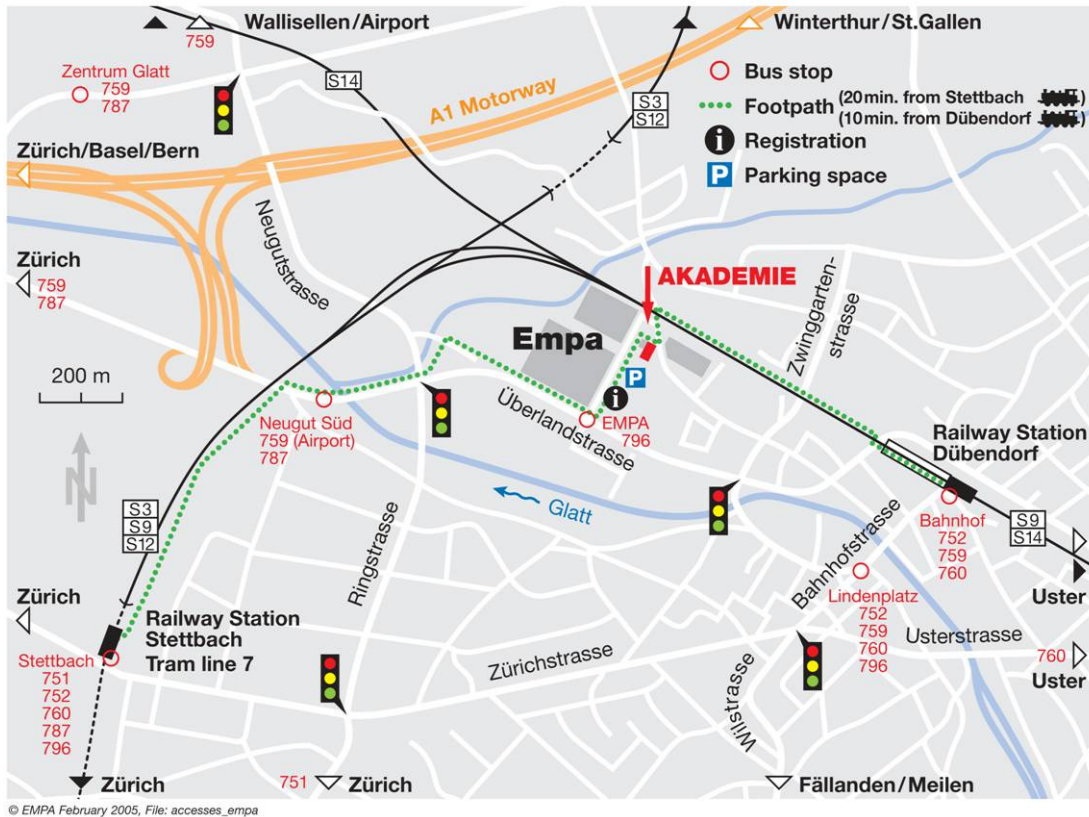 Wallisellen/Airport
759
Winterthur/St.Gallen
Zentrum Glatt
759
787
S14
A1 Motorway
S3
S12
Bus stop
Footpath (20 min. from Stettbach )
(10 min. from Dübendorf )
i Registration
P Parking space
Zürich/Basel/Bern
Neugutstrasse
Zürich
759
787
AKADEMIE
Empa
Zwinggarten-
strasse
200 m
P
i
Überlandstrasse
EMPA
796
Neugut Süd
759 (Airport)
787
Railway Station
Dübendorf
N
Glatt
S3
S9
S12
Ringstrasse
Bahnhofstrasse
Bahnhof
752
759
760
S9
S14
Uster
Lindenplatz
752
759
760
796
Zürich
Railway Station
Stettbach
Tram line 7
Stettbach
751
752
760
787
796
Zürichstrasse
Usterstrasse
760
Uster
Wilstrasse
Zürich
751
Zürich
Fällanden/Meilen
© EMPA February 2005, File: accesses_empa